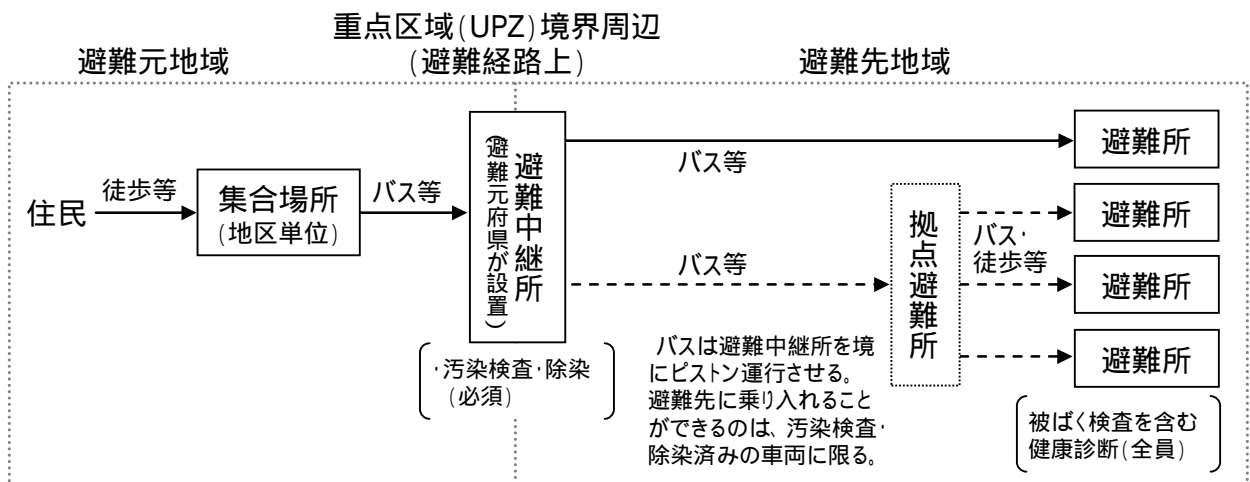 重点区域(UPZ)境界周辺
(避難経路上)
避難元地域
避難先地域
住民
徒歩等
集合場所
(地区単位)
バス等
避難中継所
(避難元府県が設置)
・汚染検査・除染
(必須)
バス等
バス等
バスは避難中継所を境
にピストン運行させる。
避難先に乗り入れること
ができるのは、汚染検査・
除染済みの車両に限る。
拠点避難所
バス・
徒歩等
避難所
避難所
避難所
避難所
被ばく検査を含む
健康診断(全員)